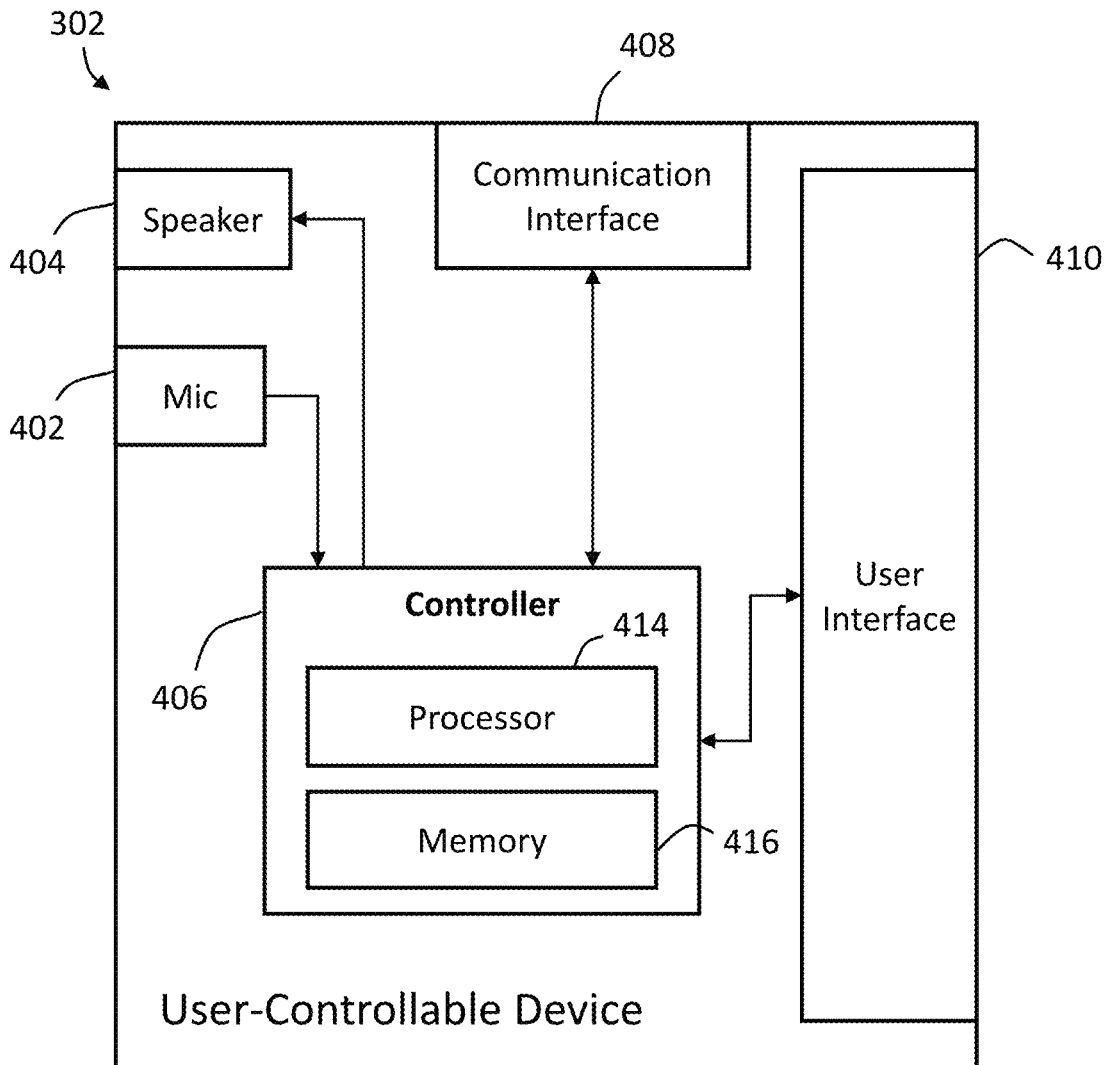 302
408
Communication
Interface
Speaker
404
410
Mic
402
User
Interface
Controller
414
406
Processor
Memory
416
User-Controllable Device